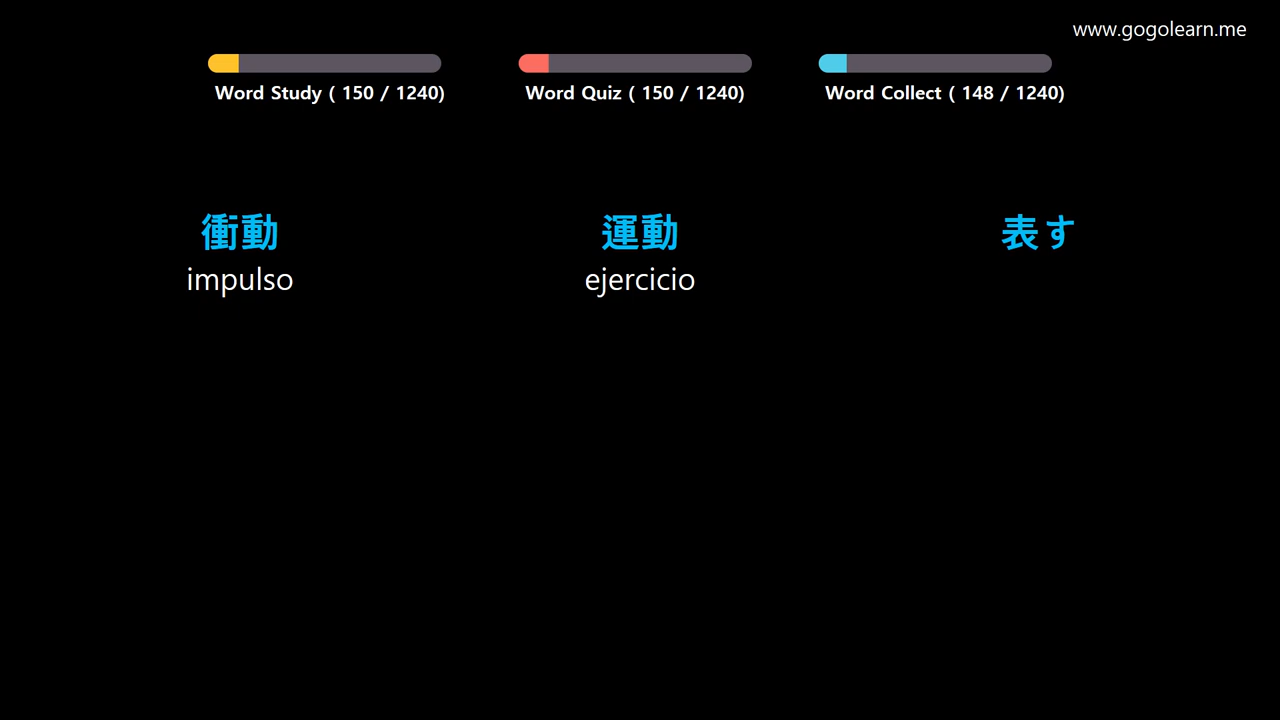 www.gogolearn.me
Word Study ( 150 / 1240)
Word Quiz ( 150 / 1240)
Word Collect ( 148 / 1240)
衝動
impulso
運動
ejercicio
表す